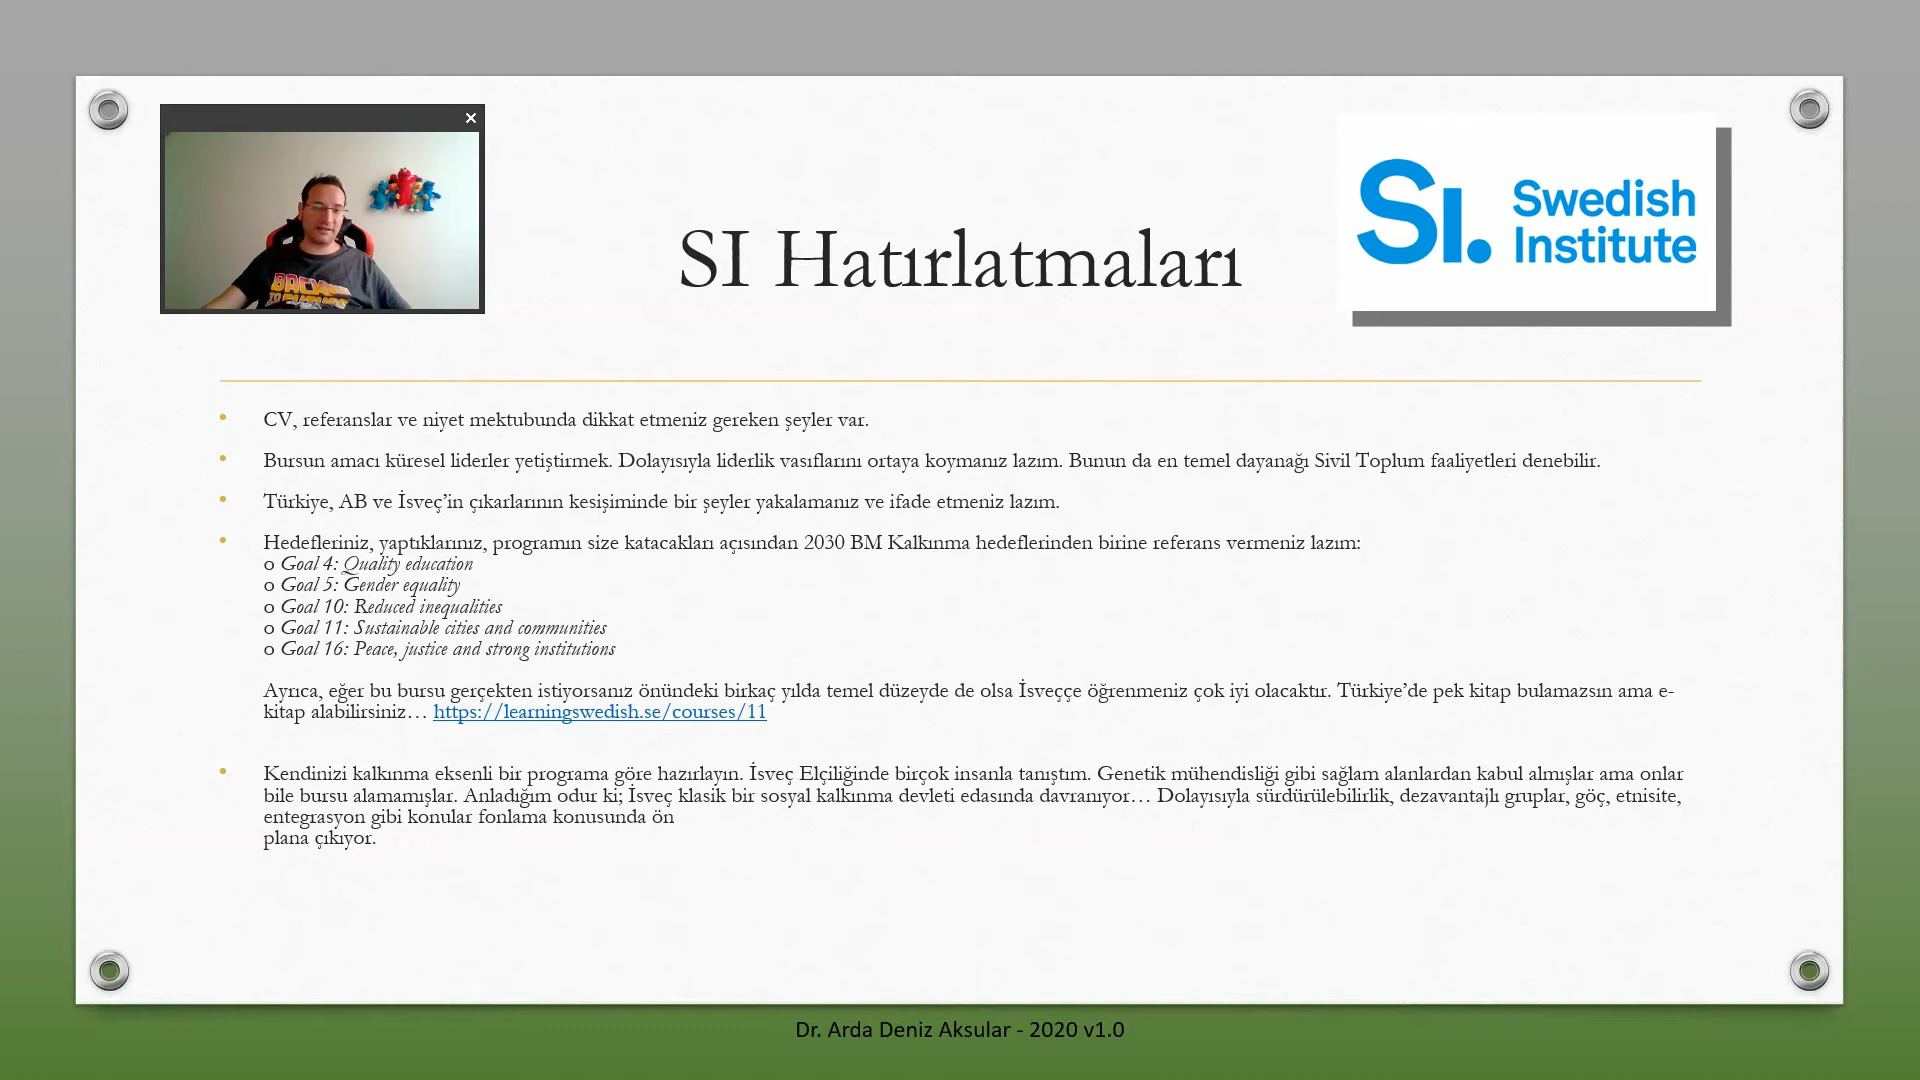 BACK
TO
SI Hatırlatmaları
SI. Swedish
Institute
• CV, referanslar ve niyet mektubunda dikkat etmeniz gereken şeyler var.
• Bursun amacı küresel liderler yetiştirmek. Dolayısıyla liderlik vasıflarını ortaya koymanız lazım. Bunun da en temel dayanağı Sivil Toplum faaliyetleri denebilir.
• Türkiye, AB ve İsveç’in çıkarlarının kesişiminde bir şeyler yakalamanız ve ifade etmeniz lazım.
• Hedefleriniz, yaptıklarınız, programın size katacakları açısından 2030 BM Kalkınma hedeflerinden birine referans vermeniz lazım:
o Goal 4: Quality education
o Goal 5: Gender equality
o Goal 10: Reduced inequalities
o Goal 11: Sustainable cities and communities
o Goal 16: Peace, justice and strong institutions
Ayrıca, eğer bu bursu gerçekten istiyorsanız önündeki birkaç yılda temel düzeyde de olsa İsveççe öğrenmeniz çok iyi olacaktır. Türkiye’de pek kitap bulamazsın ama e-
kitap alabilirsiniz… https://learningswedish.se/courses/11
• Kendinizi kalkınma eksenli bir programa göre hazırlayın. İsveç Elçiliğinde birçok insanla tanıştım. Genetik mühendisliği gibi sağlam alanlardan kabul almışlar ama onlar
bile bursu alamamışlar. Anladığım odur ki; İsveç klasik bir sosyal kalkınma devleti edasında davranıyor… Dolayısıyla sürdürülebilirlik, dezavantajlı gruplar, göç, etnisite,
entegrasyon gibi konular fonlama konusunda ön
plana çıkıyor.
Dr. Arda Deniz Aksular - 2020 v1.0